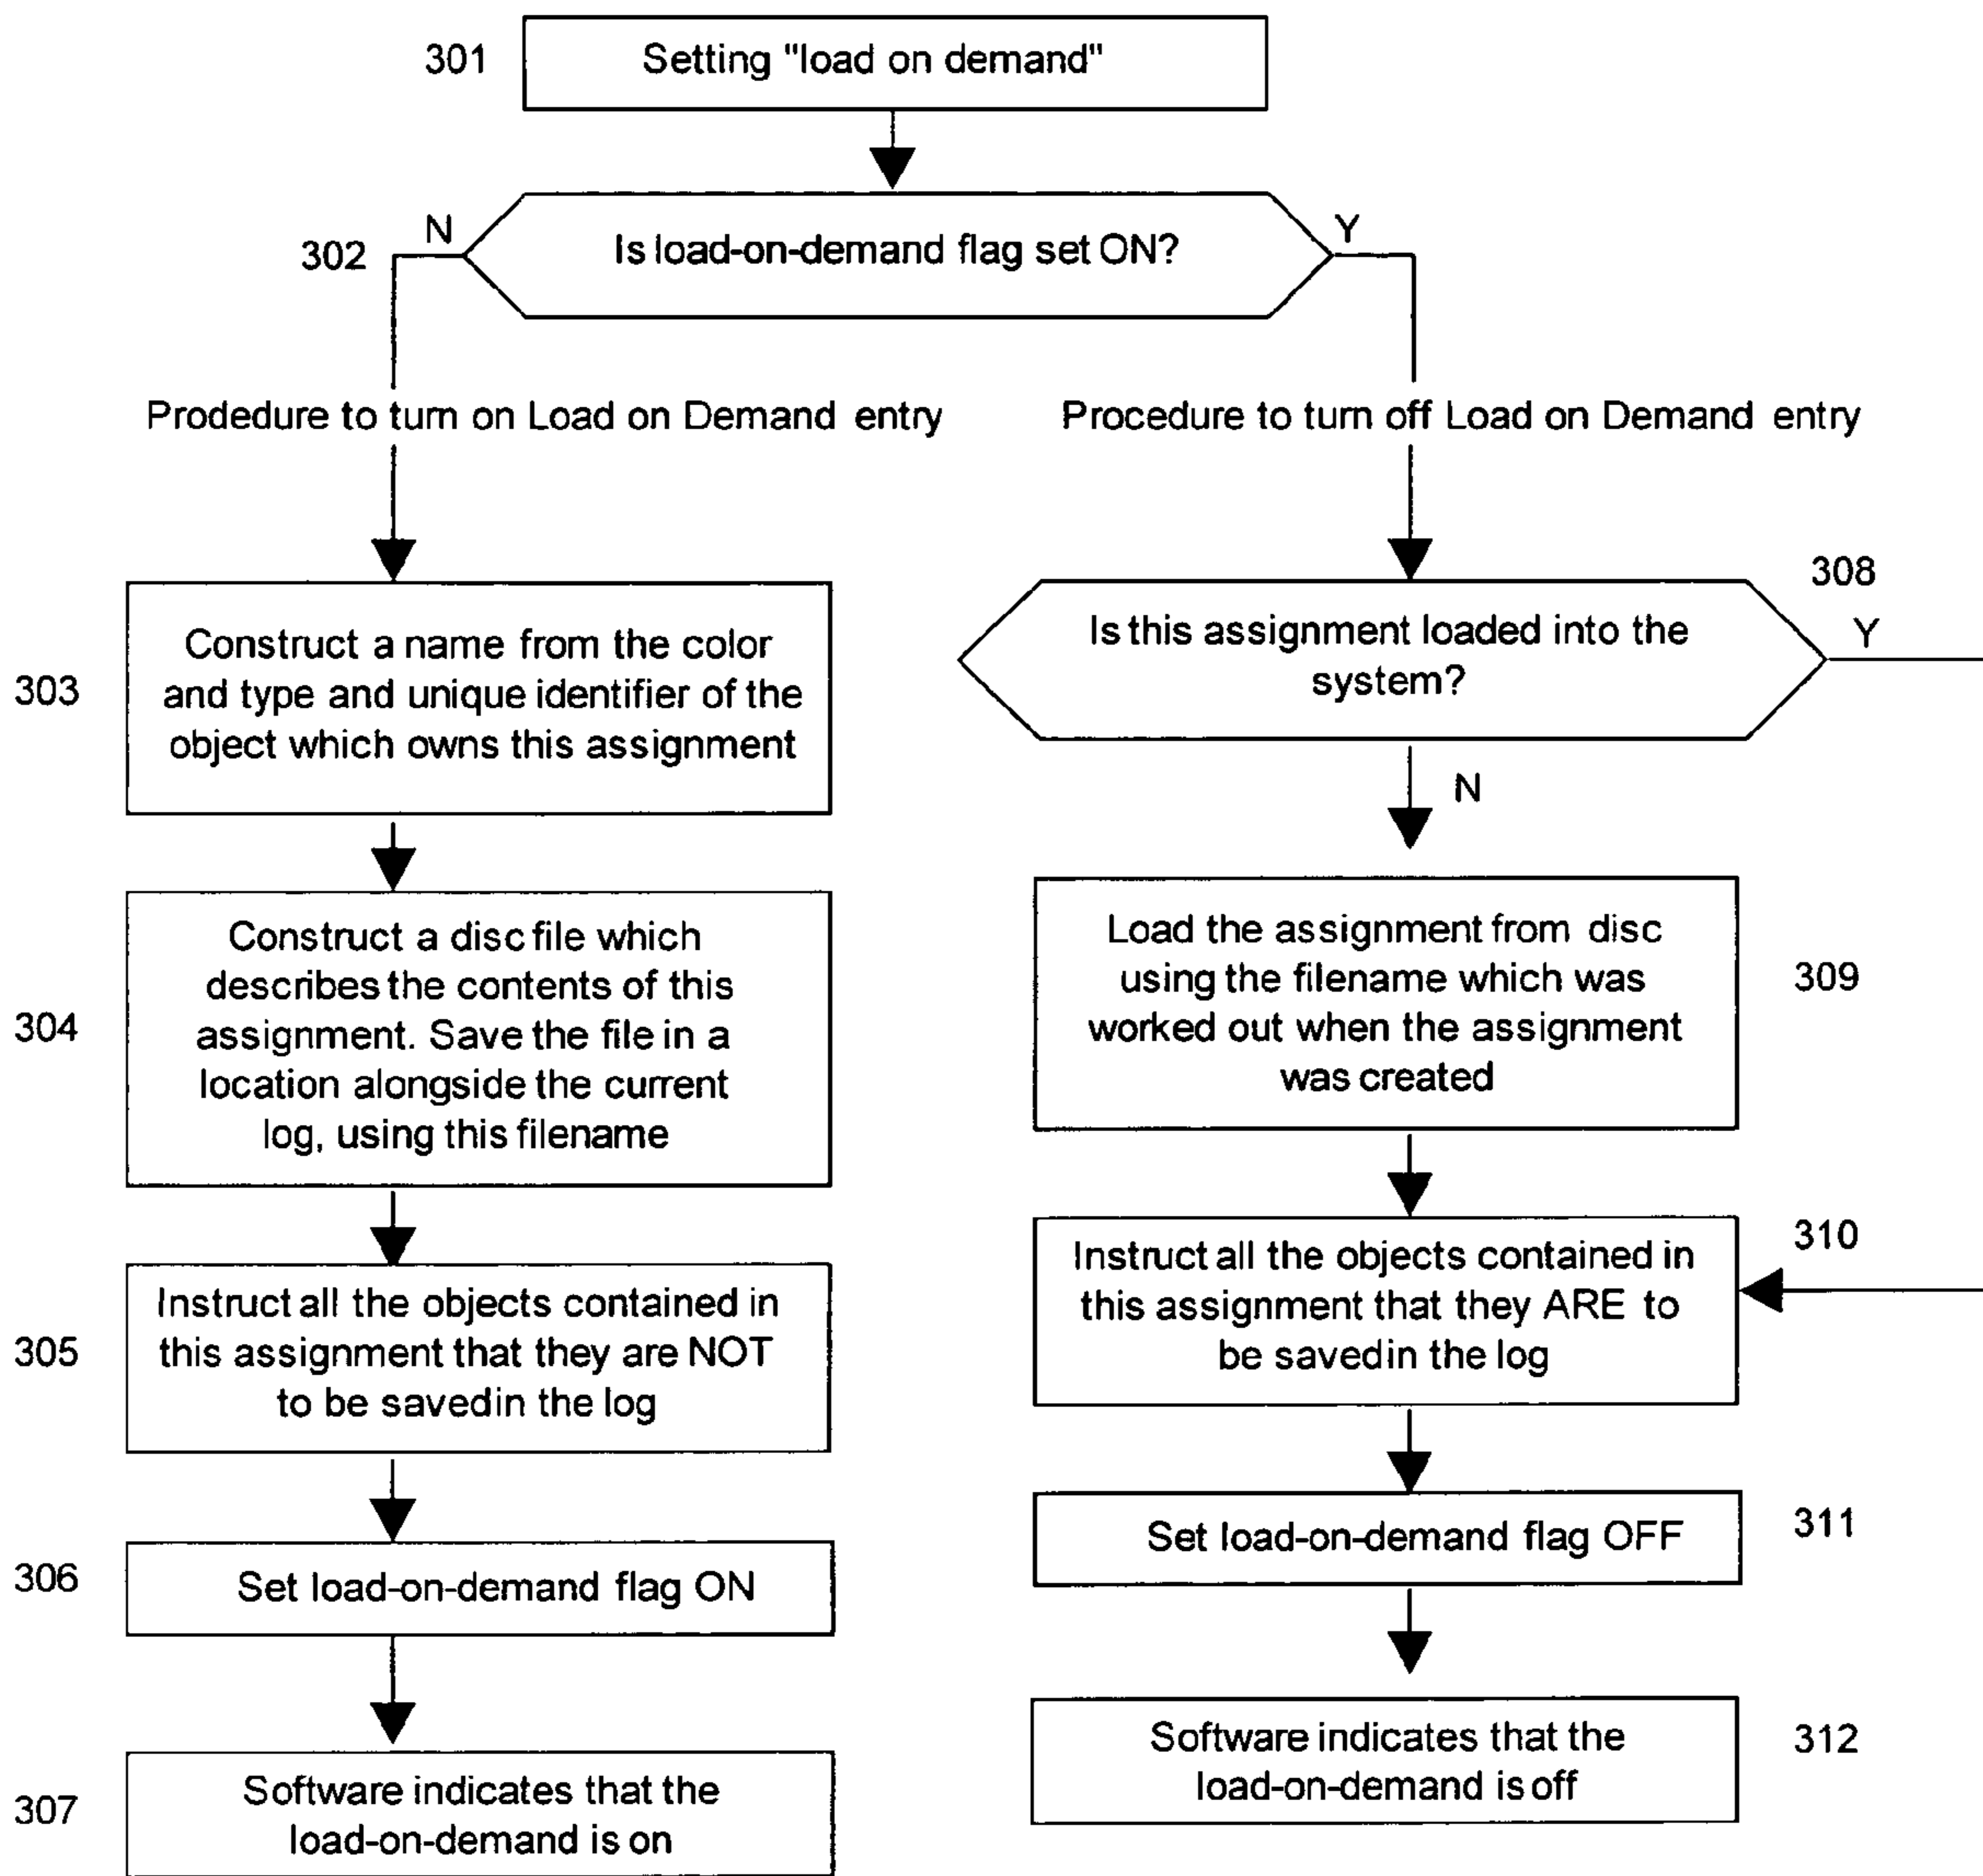 301
Setting "load on demand"
302
N
Is load-on-demand flag set ON?
Y
Prodedure to turn on Load on Demand entry
Procedure to turn off Load on Demand entry
303
Construct a name from the color
and type and unique identifier of the
object which owns this assignment
304
Construct a disc file which
describes the contents of this
assignment. Save the file in a
location alongside the current
log, using this filename
305
Instruct all the objects contained in
this assignment that they are NOT
to be saved in the log
306
Set load-on-demand flag ON
307
Software indicates that the
load-on-demand is on
308
Is this assignment loaded into the
system?
Y
N
Load the assignment from disc
using the filename which was
worked out when the assignment
was created
309
Instruct all the objects contained in
this assignment that they ARE to
be saved in the log
310
Set load-on-demand flag OFF
311
Software indicates that the
load-on-demand is off
312